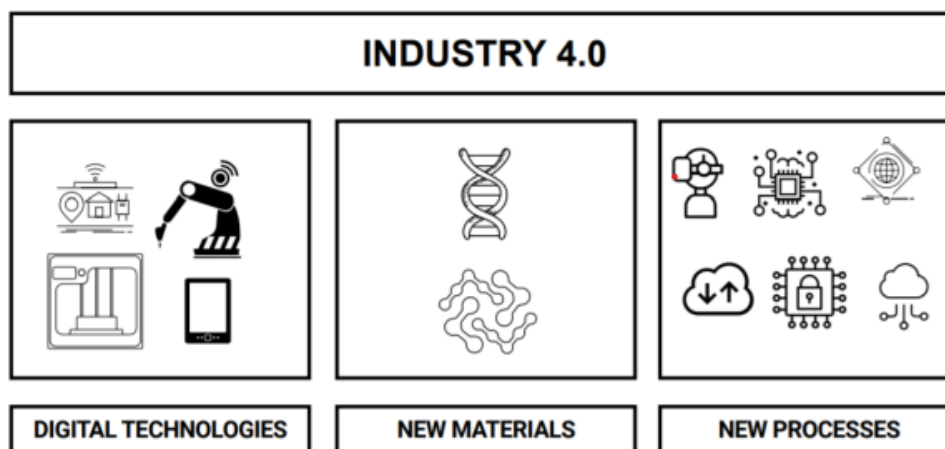 INDUSTRY 4.0
DIGITAL TECHNOLOGIES
NEW MATERIALS
NEW PROCESSES